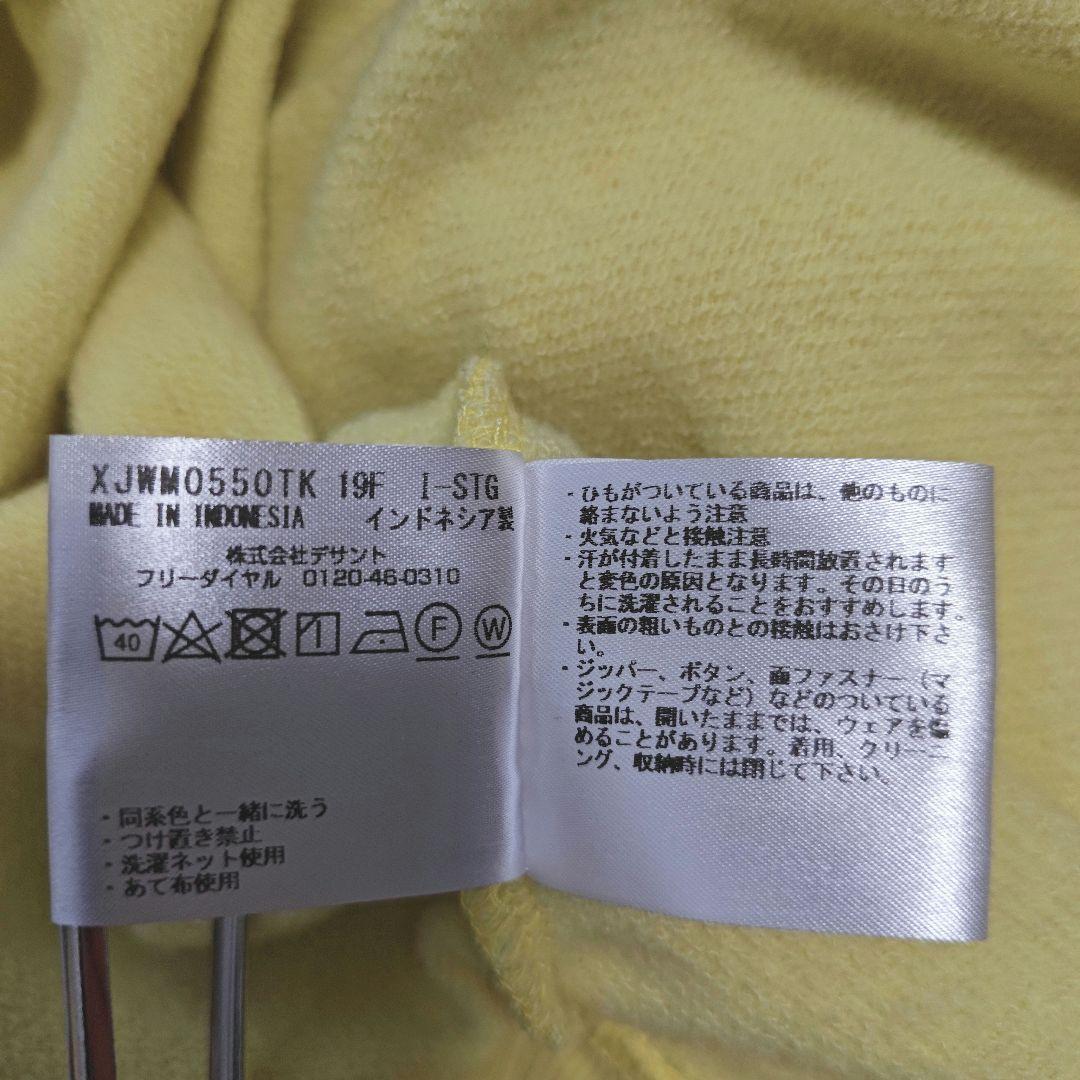 XJWM0550TK 19F I-STG
MADE IN INDONESIA インドネシア製
株式会社デサント
フリーダイヤル 0120-46-0310
40 F W
・同系色と一緒に洗う
・つけ置き禁止
・洗濯ネット使用
・あて布使用
・ひもがついている商品は、他のものに
絡まないよう注意
・火気などと接触注意
・汗が付着したまま長時間放置されます
と変色の原因となります。その日のう
ちに洗濯されることをおすすめします。
・表面の粗いものとの接触はおさけ下さ
い。
・ジッパー、ボタン、面ファスナー（マ
ジックテープなど）などのついている
商品は、開いたままでは、ウェアを傷
めることがあります。着用、クリーニ
ング、収納時には閉じて下さい。